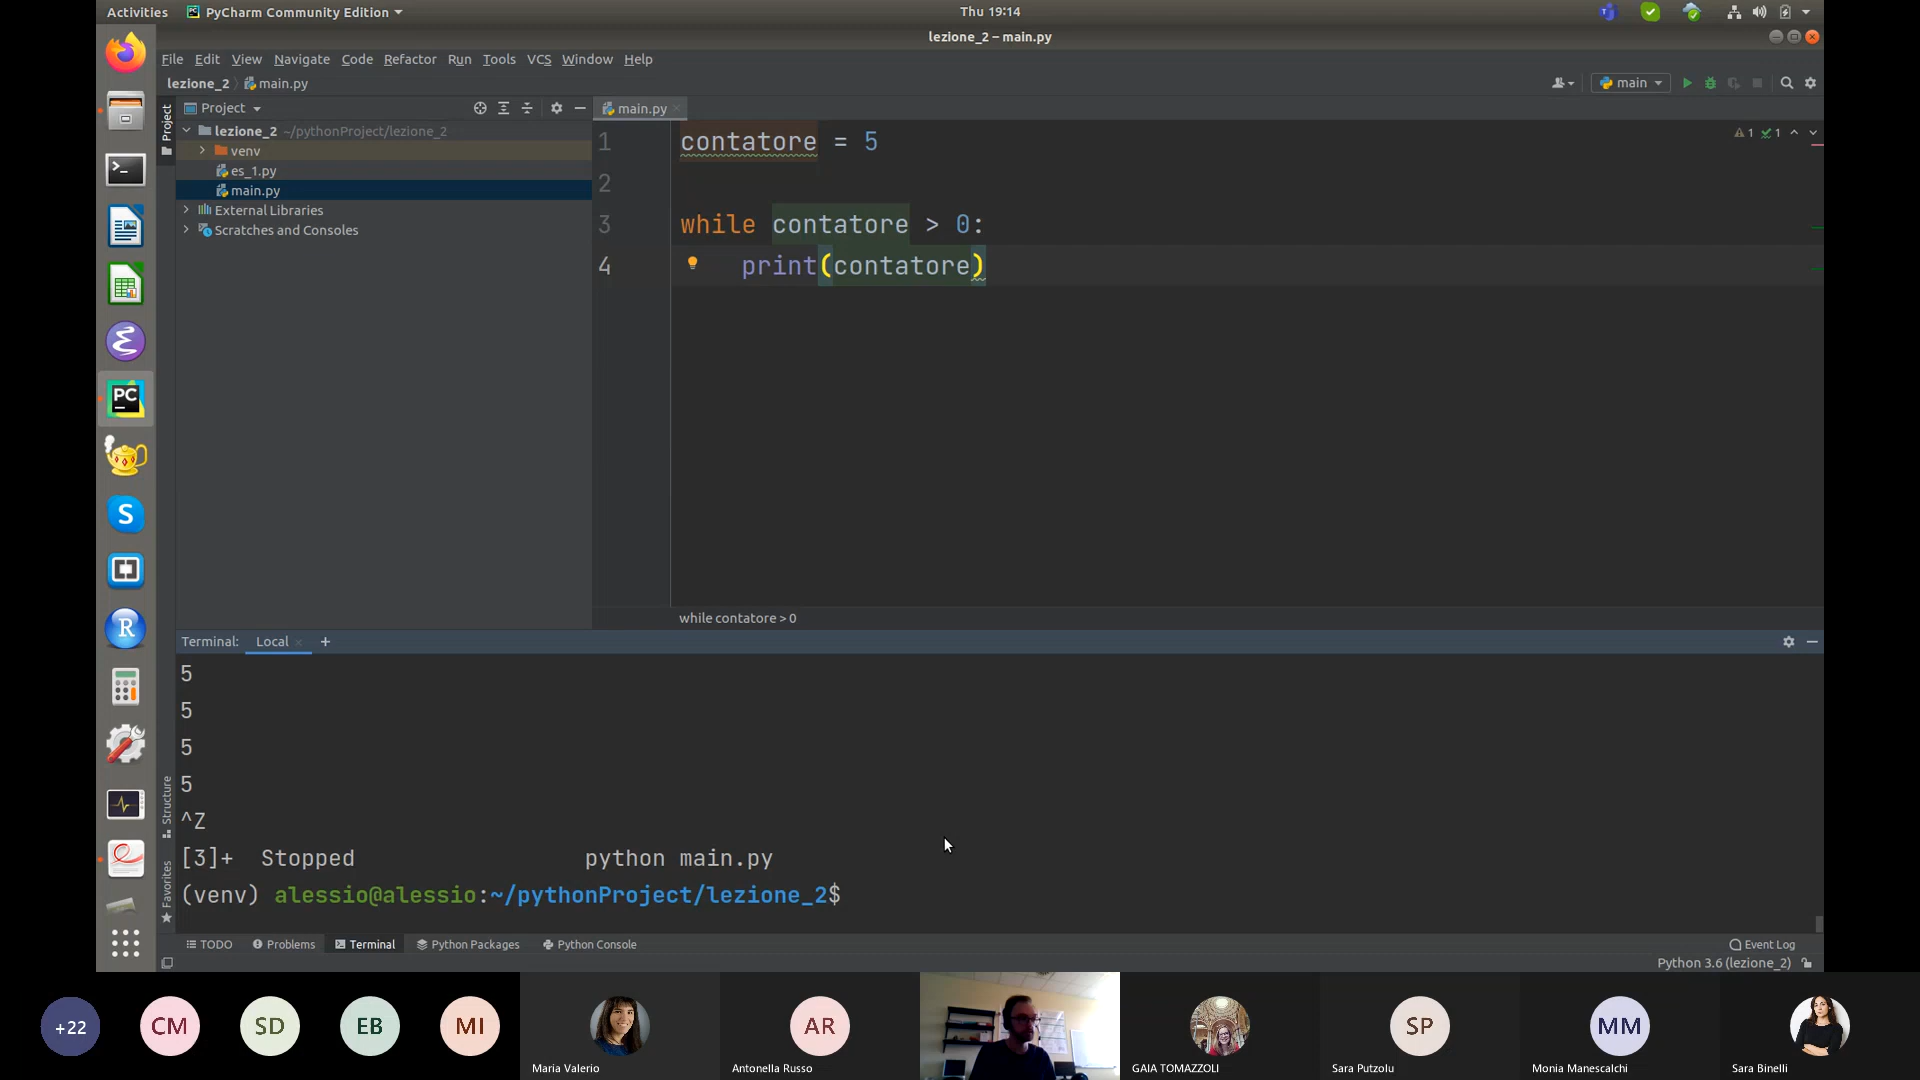 Activities PyCharm Community Edition Thu 19:14
lezione_2 – main.py
File Edit View Navigate Code Refactor Run Tools VCS Window Help
lezione_2 main.py main
Project main.py
Project
lezione_2 ~/pythonProject/lezione_2
venv
es_1.py
main.py
External Libraries
Scratches and Consoles
1 contatore = 5
2
3 while contatore > 0:
4 print(contatore)
1 1
while contatore > 0
Terminal: Local +
5
5
5
5
^Z
[3]+ Stopped python main.py
(venv) alessio@alessio:~/pythonProject/lezione_2$
Structure
Favorites
TODO Problems Terminal Python Packages Python Console Event Log
Python 3.6 (lezione_2)
PC
S
R
+22 CM SD EB MI AR SP MM
Maria Valerio Antonella Russo GAIA TOMAZZOLI Sara Putzolu Monia Manescalchi Sara Binelli